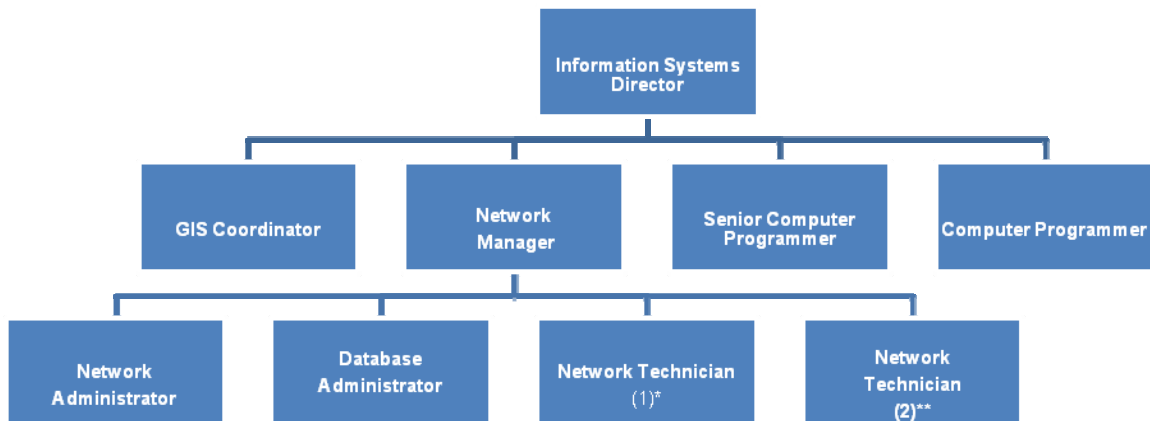 Information Systems
Director
GIS Coordinator
Network
Manager
Senior Computer
Programmer
Computer Programmer
Network
Administrator
Database
Administrator
Network Technician
(1)*
Network
Technician
(2)**